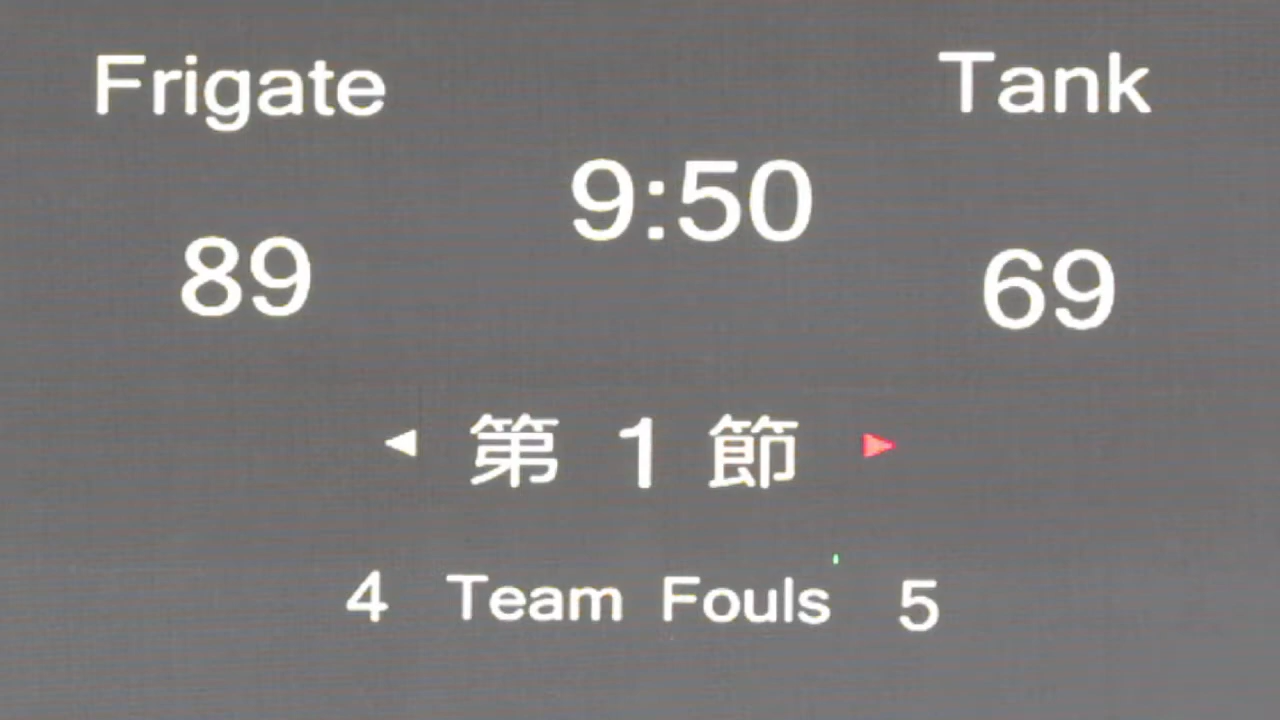 Frigate Tank
9:50
89 69
◀ 第 1 節 ▶
4 Team Fouls 5